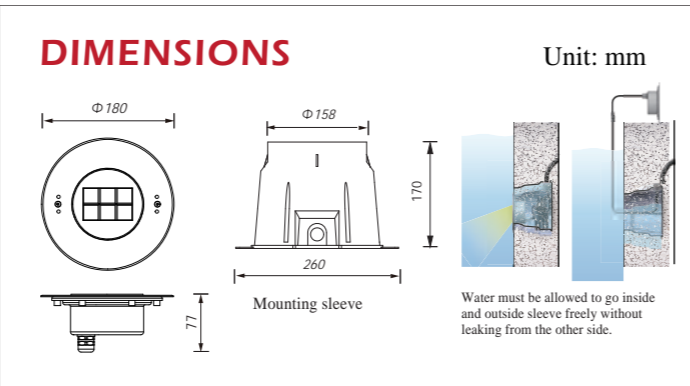 DIMENSIONS
Unit: mm
Φ180
Φ158
170
260
77
Mounting sleeve
Water must be allowed to go inside
and outside sleeve freely without
leaking from the other side.